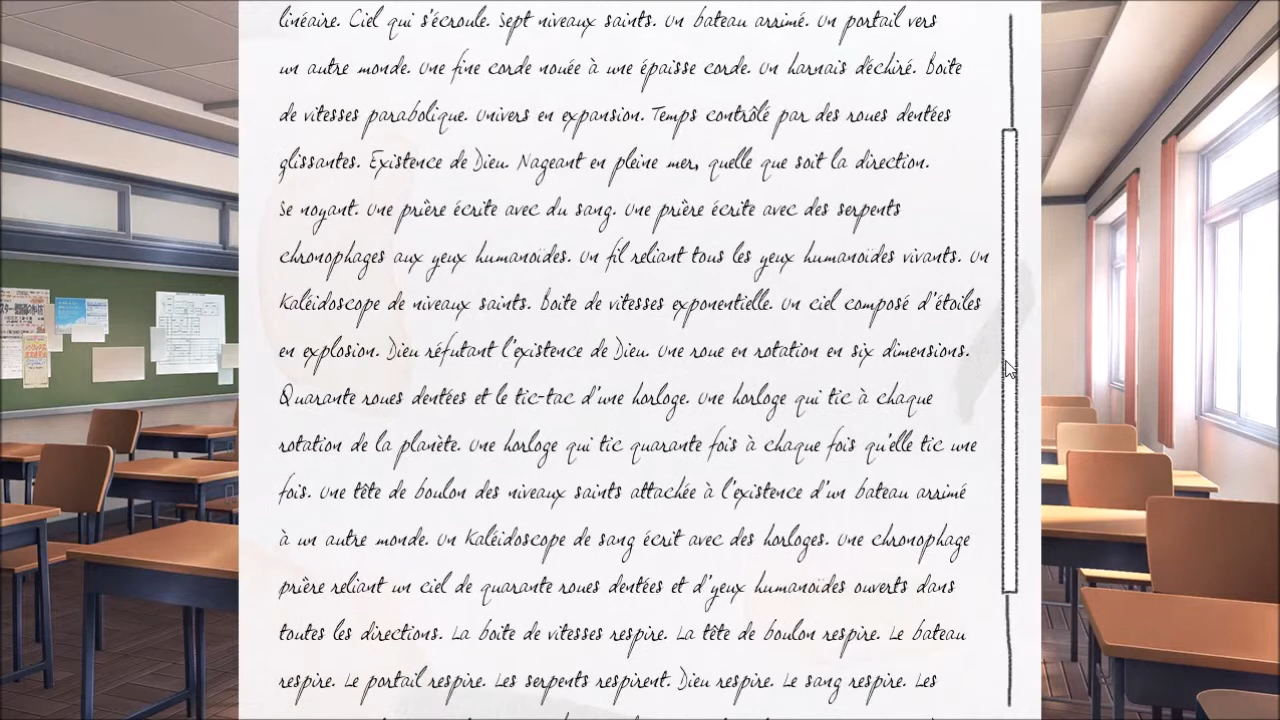 linéaire. Ciel qui s'écroule. Sept niveaux saints. Un bateau arrimé. Un portail vers
un autre monde. Une fine corde nouée à une épaisse corde. Un harnais déchiré. Boite
de vitesses parabolique. Univers en expansion. Temps contrôlé par des roues dentées
glissantes. Existence de Dieu. Nageant en pleine mer, quelle que soit la direction.
Se noyant. Une prière écrite avec du sang. Une prière écrite avec des serpents
chronophages aux yeux humanoïdes. Un fil reliant tous les yeux humanoïdes vivants. Un
Kaléidoscope de niveaux saints. Boite de vitesses exponentielle. Un ciel composé d'étoiles
en explosion. Dieu réfutant l'existence de Dieu. Une roue en rotation en six dimensions.
Quarante roues dentées et le tic-tac d'une horloge. Une horloge qui tic à chaque
rotation de la planète. Une horloge qui tic quarante fois à chaque fois qu'elle tic une
fois. Une tête de boulon des niveaux saints attachée à l'existence d'un bateau arrimé
à un autre monde. Un Kaléidoscope de sang écrit avec des horloges. Une chronophage
prière reliant un ciel de quarante roues dentées et d'yeux humanoïdes ouverts dans
toutes les directions. La boite de vitesses respire. La tête de boulon respire. Le bateau
respire. Le portail respire. Les serpents respirent. Dieu respire. Le sang respire. Les